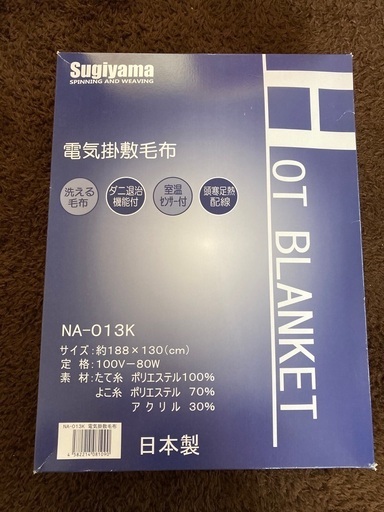 Sugiyama
SPINNING AND WEAVING
HOT BLANKET
電気掛敷毛布
洗える
毛布
ダニ退治
機能付
室温
センサー付
頭寒足熱
配線
NA-013K
サイズ:約188×130(cm)
定格:100V-80W
素材:たて糸 ポリエステル100%
よこ糸 ポリエステル 70%
アクリル 30%
NA-013K 電気掛敷毛布
4 582214 081090
日本製